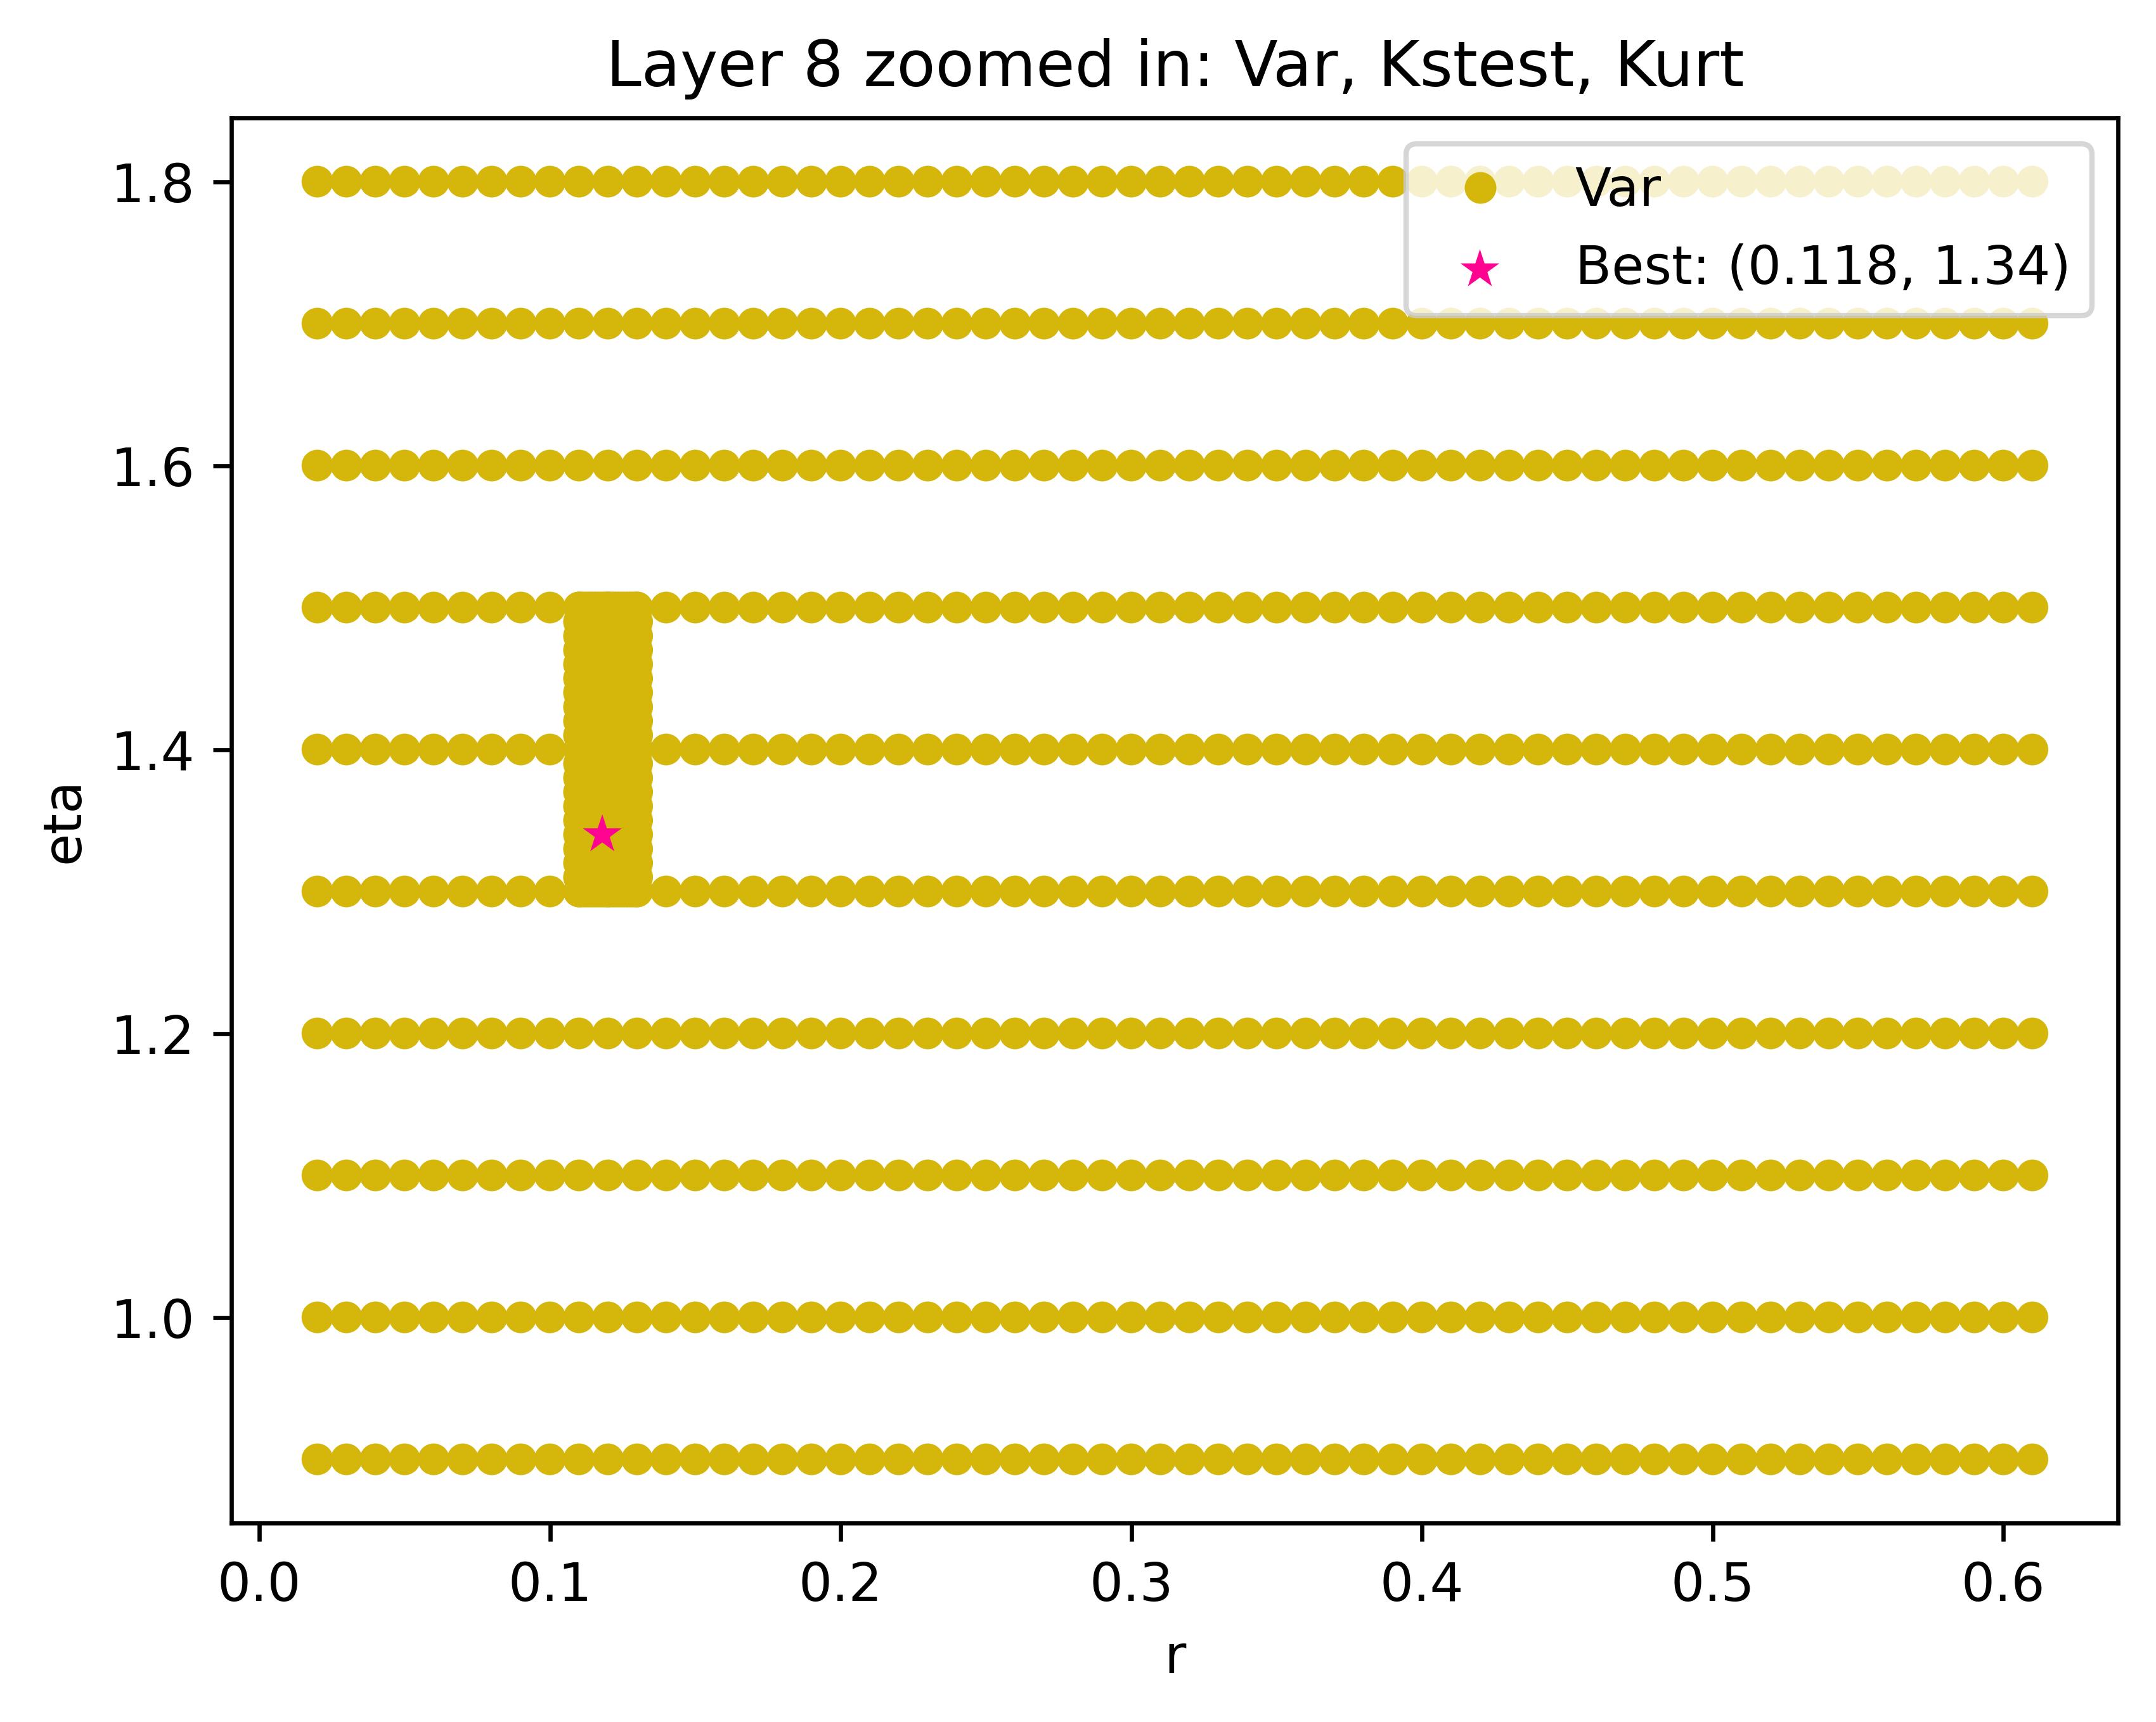 Layer 8 zoomed in: Var, Kstest, Kurt
Var
Best: (0.118, 1.34)
1.8
1.6
1.4
1.2
1.0
eta
0.0 0.1 0.2 0.3 0.4 0.5 0.6
r